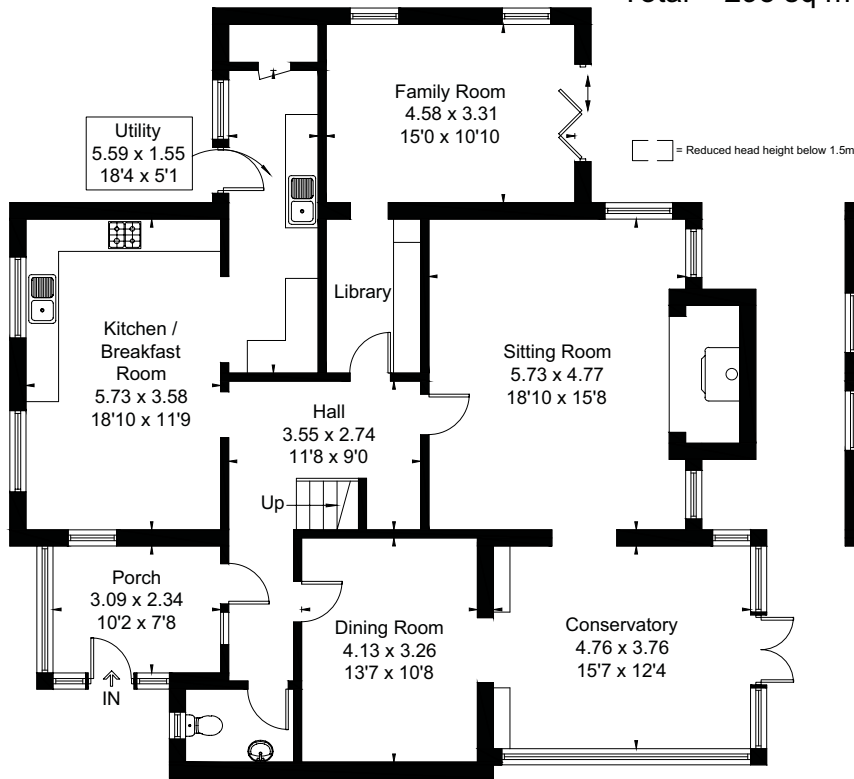 Family Room
4.58 x 3.31
15'0 x 10'10
Utility
5.59 x 1.55
18'4 x 5'1
= Reduced head height below 1.5m
Library
Kitchen /
Breakfast
Room
5.73 x 3.58
18'10 x 11'9
Sitting Room
5.73 x 4.77
18'10 x 15'8
Hall
3.55 x 2.74
11'8 x 9'0
Up
Porch
3.09 x 2.34
10'2 x 7'8
IN
Dining Room
4.13 x 3.26
13'7 x 10'8
Conservatory
4.76 x 3.76
15'7 x 12'4